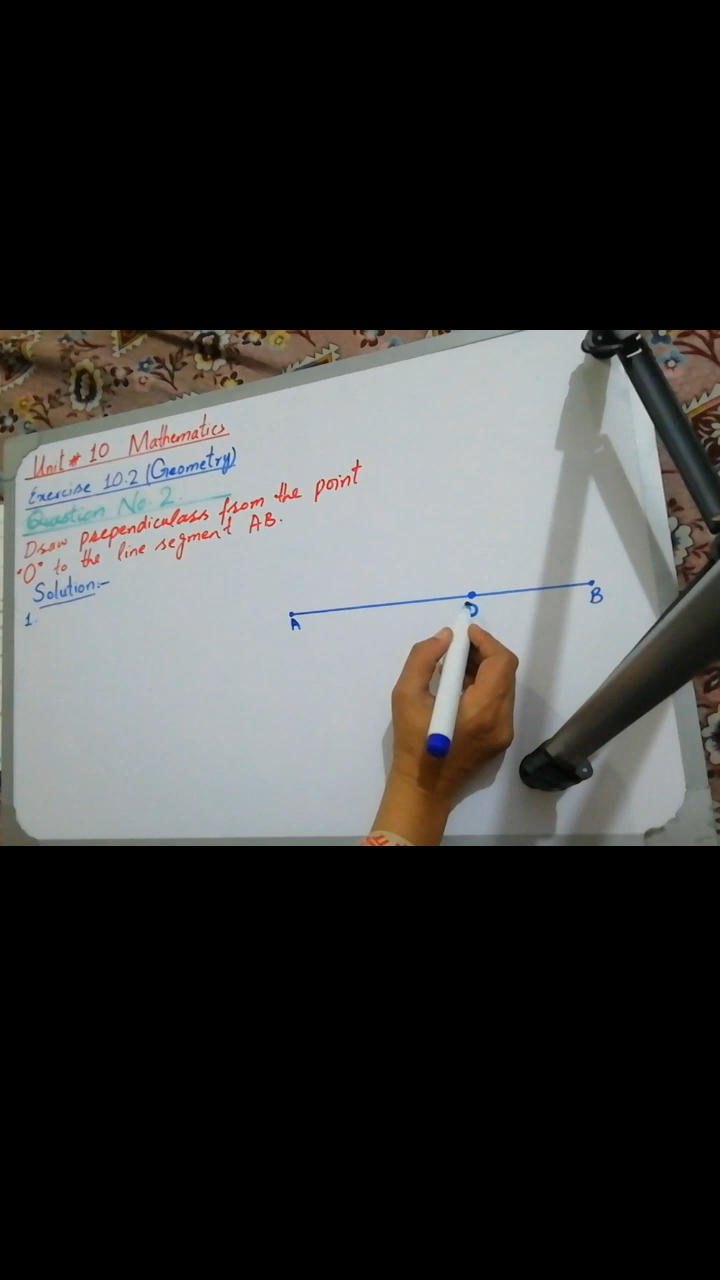 Unit # 10 Mathematics
Exercise 10.2 (Geometry)
Question No. 2.
Draw prependiculars from the point
"O" to the line segment AB.
Solution:-
1.
A
B